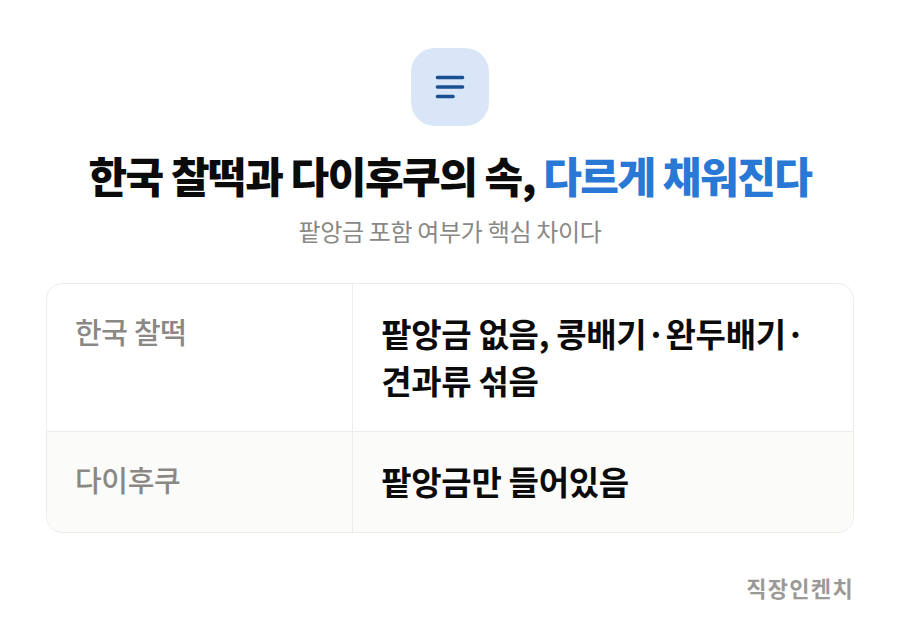 한국 찰떡과 다이후쿠의 속, 다르게 채워진다
팥앙금 포함 여부가 핵심 차이다
한국 찰떡
팥앙금 없음, 콩배기·완두배기·
견과류 섞음
다이후쿠
팥앙금만 들어있음
직장인켄치